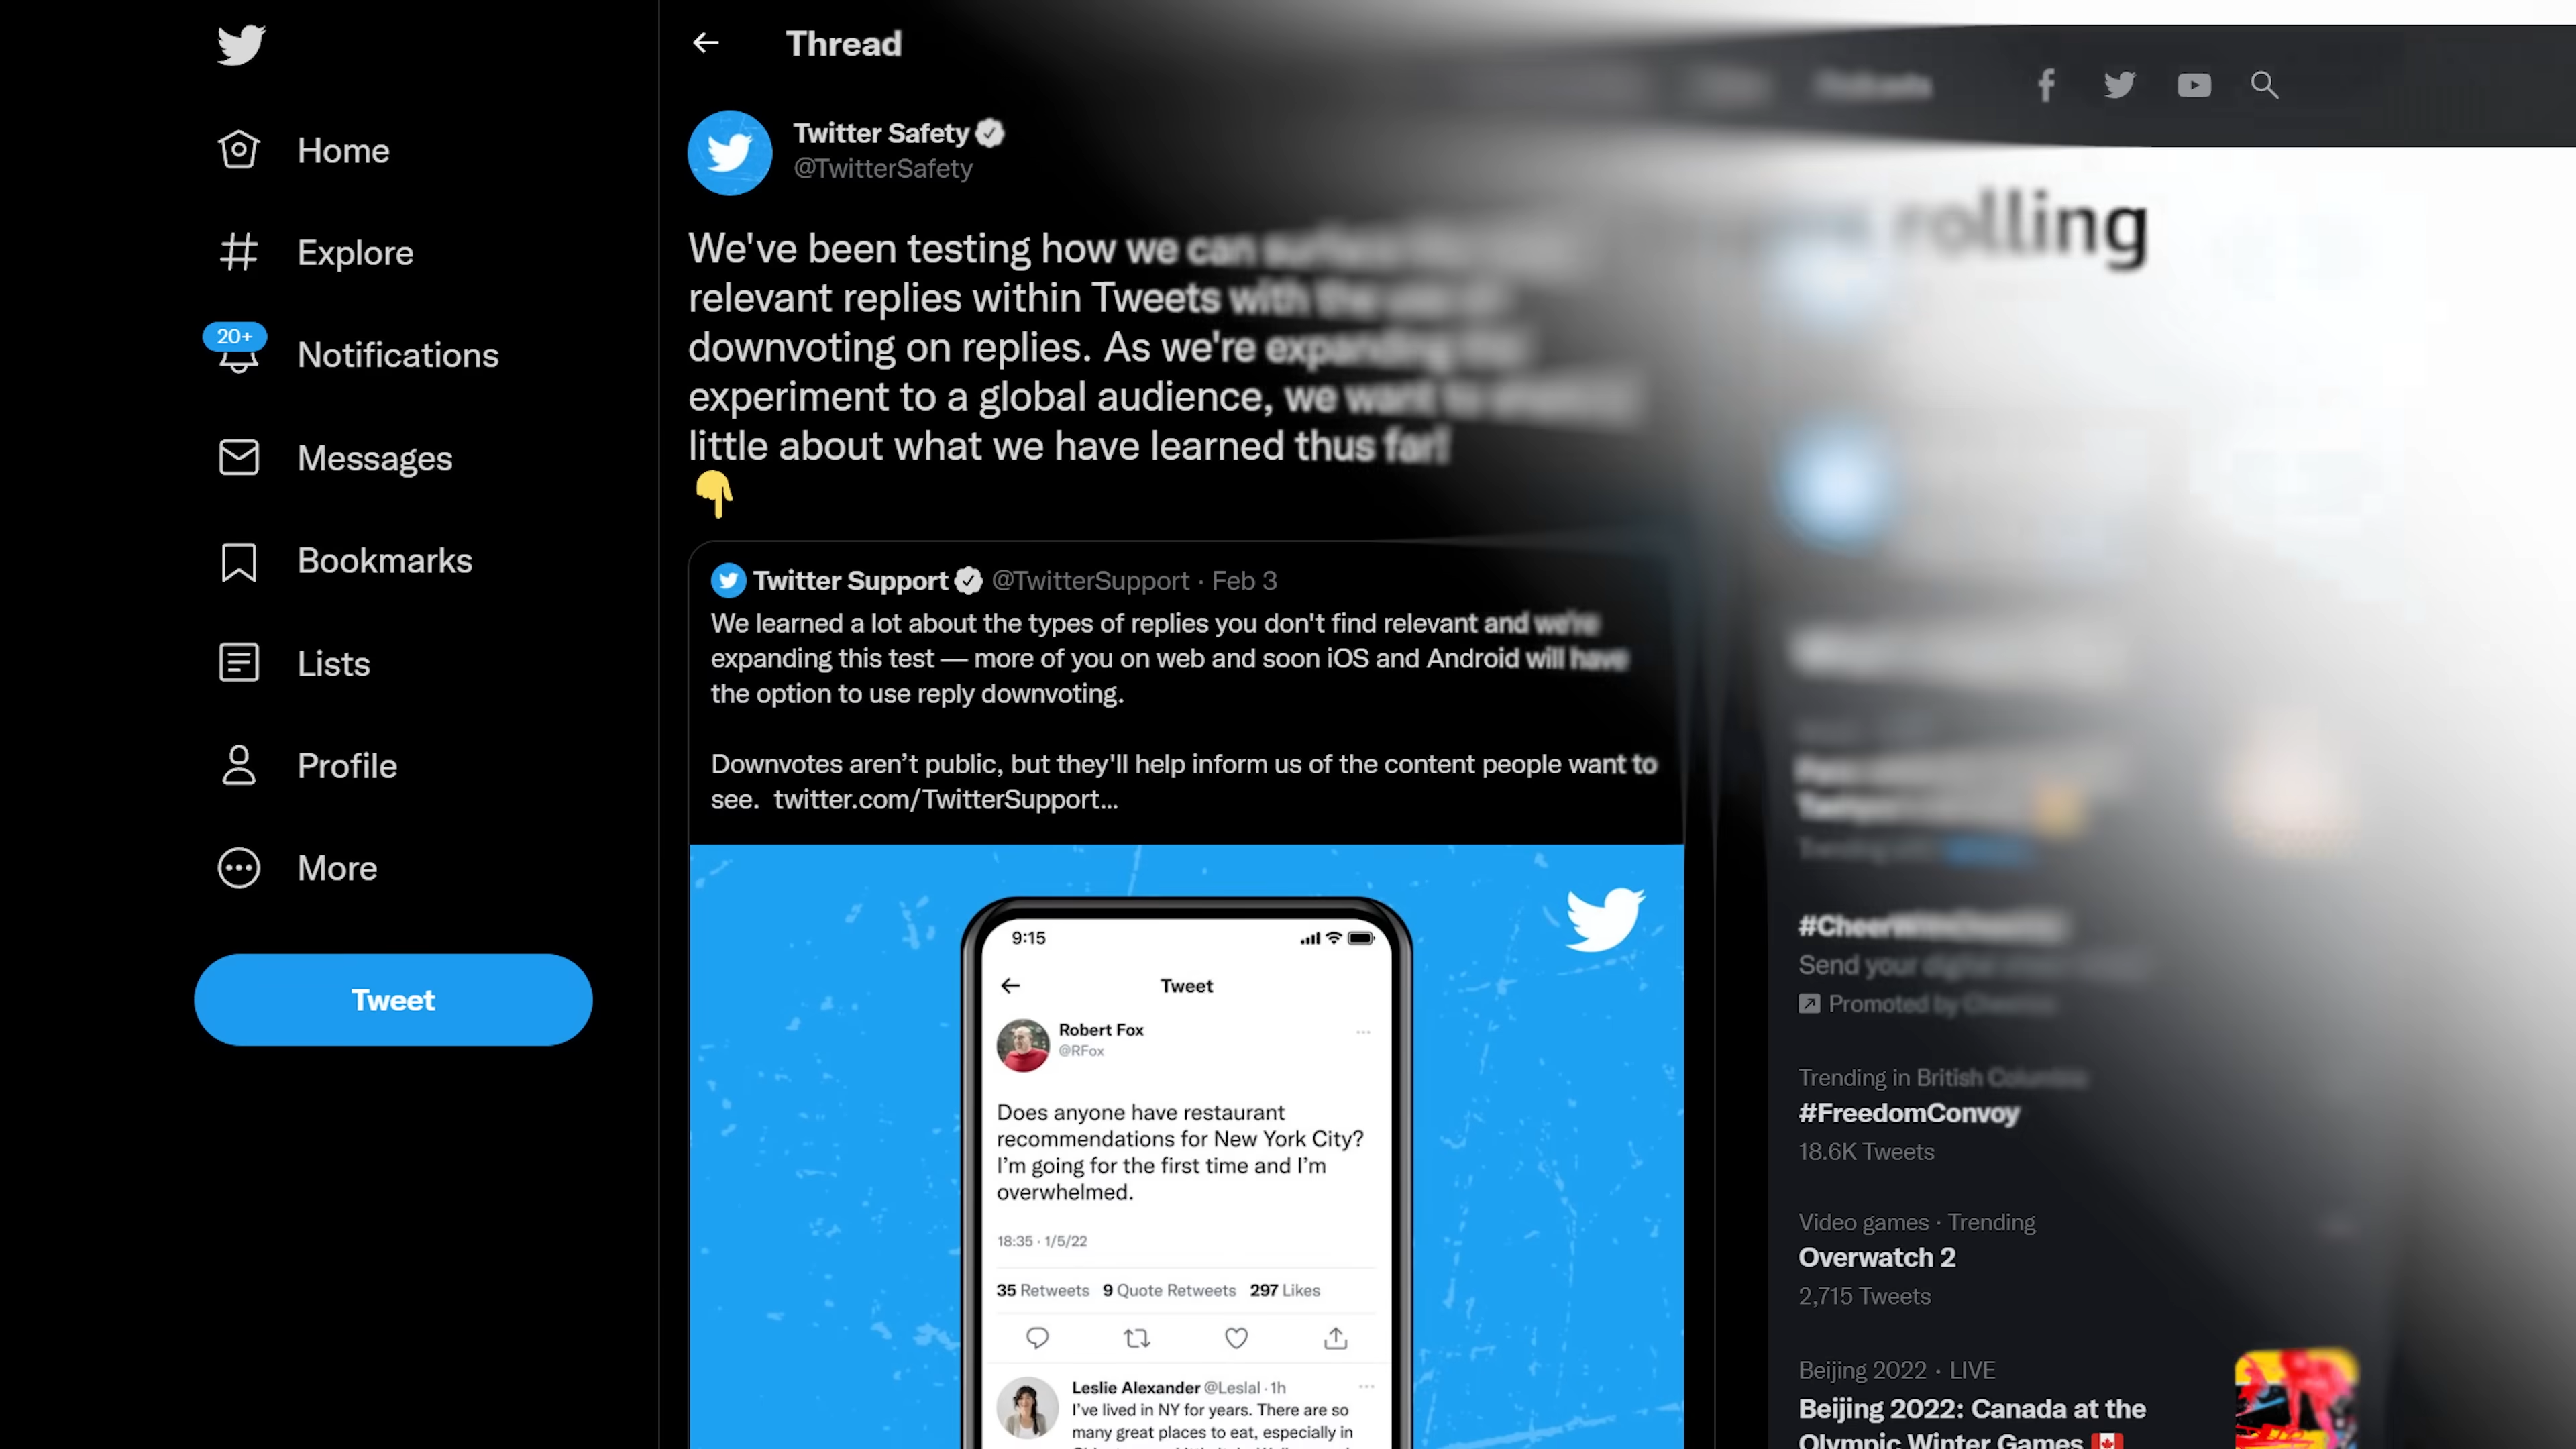 Home
Explore
20+
Notifications
Messages
Bookmarks
Lists
Profile
More
Tweet
Thread
Twitter Safety
@TwitterSafety
We've been testing how we can
relevant replies within Tweets with the use of
downvoting on replies. As we're expanding the
experiment to a global audience, we want to
little about what we have learned thus far!
Twitter Support @TwitterSupport · Feb 3
We learned a lot about the types of replies you don't find relevant and we're
expanding this test — more of you on web and soon iOS and Android will have
the option to use reply downvoting.
Downvotes aren't public, but they'll help inform us of the content people want to
see. twitter.com/TwitterSupport...
9:15
Tweet
Robert Fox
@RFox
Does anyone have restaurant
recommendations for New York City?
I'm going for the first time and I'm
overwhelmed.
18:35 · 1/5/22
35 Retweets 9 Quote Retweets 297 Likes
Leslie Alexander @Leslal · 1h
I've lived in NY for years. There are so
many great places to eat, especially in
Podcasts
rolling
Send your digital
Promoted by
Trending in British Columbia
#FreedomConvoy
18.6K Tweets
Video games · Trending
Overwatch 2
2,715 Tweets
Beijing 2022 · LIVE
Beijing 2022: Canada at the
Olympic Winter Games